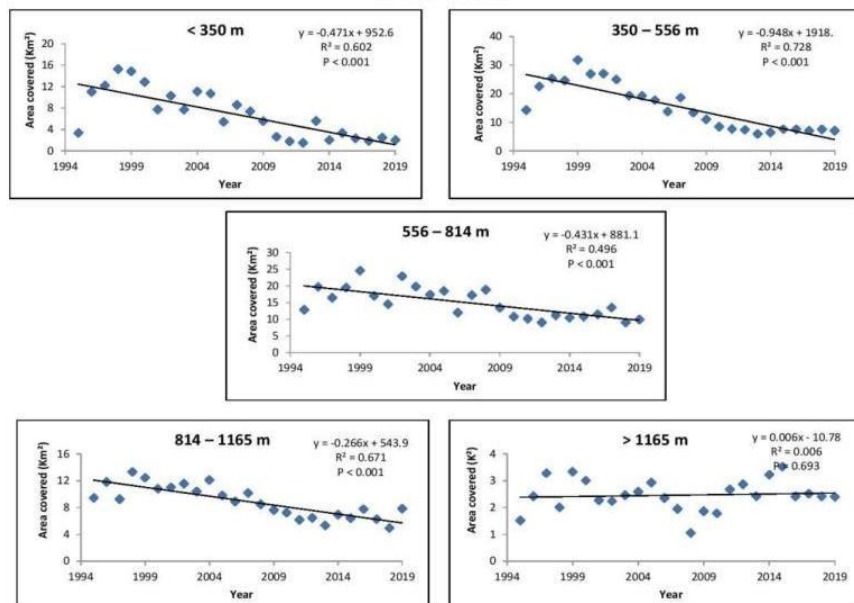 < 350 m
y = -0.471x + 952.6
R² = 0.602
P < 0.001
Area covered (Km²)
20
16
12
8
4
0
1994
1999
2004
2009
2014
2019
Year
350 – 556 m
y = -0.948x + 1918.
R² = 0.728
P < 0.001
Area covered (Km²)
40
30
20
10
0
1994
1999
2004
2009
2014
2019
Year
556 – 814 m
y = -0.431x + 881.1
R² = 0.496
P < 0.001
Area covered (Km²)
30
25
20
15
10
5
0
1994
1999
2004
2009
2014
2019
Year
814 – 1165 m
y = -0.266x + 543.9
R² = 0.671
P < 0.001
Area covered (Km²)
16
12
8
4
0
1994
1999
2004
2009
2014
2019
Year
> 1165 m
y = 0.006x - 10.78
R² = 0.006
P = 0.693
Area covered (K²)
4
3
2
1
0
1994
1999
2004
2009
2014
2019
Year